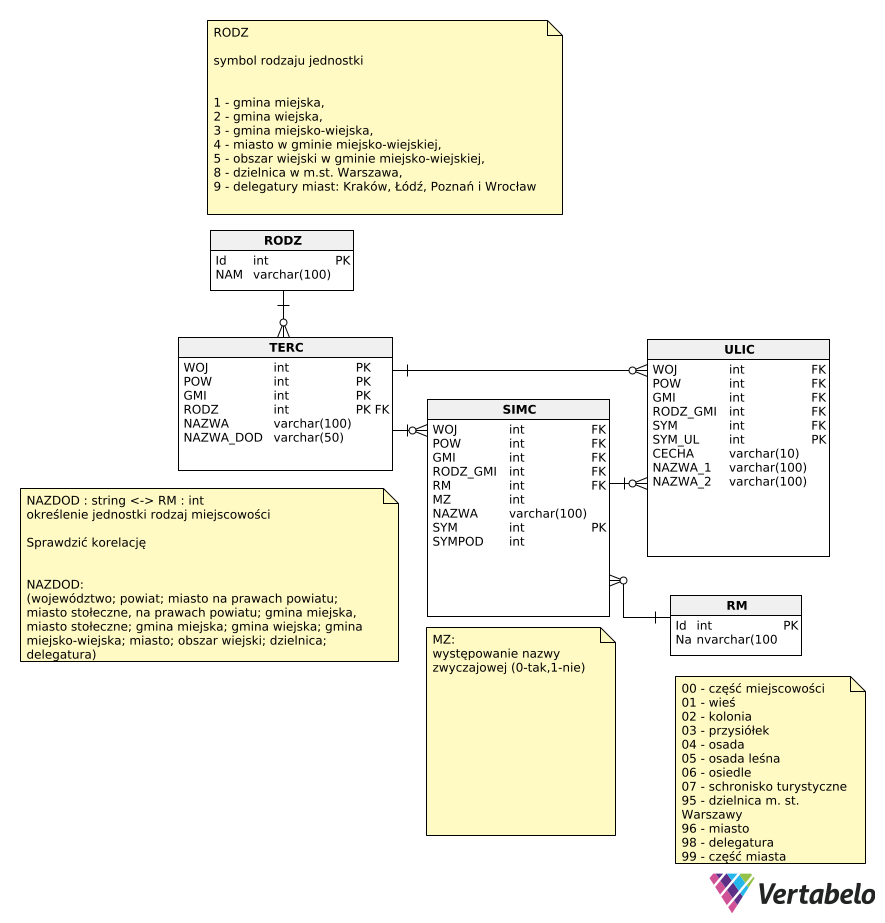 RODZ
symbol rodzaju jednostki
1 - gmina miejska,
2 - gmina wiejska,
3 - gmina miejsko-wiejska,
4 - miasto w gminie miejsko-wiejskiej,
5 - obszar wiejski w gminie miejsko-wiejskiej,
8 - dzielnica w m.st. Warszawa,
9 - delegatury miast: Kraków, Łódź, Poznań i Wrocław
RODZ
Id int PK
NAM varchar(100)
TERC
WOJ int PK
POW int PK
GMI int PK
RODZ int PK FK
NAZWA varchar(100)
NAZWA_DOD varchar(50)
SIMC
WOJ int FK
POW int FK
GMI int FK
RODZ_GMI int FK
RM int FK
MZ int
NAZWA varchar(100)
SYM int PK
SYMPOD int
ULIC
WOJ int FK
POW int FK
GMI int FK
RODZ_GMI int FK
SYM int FK
SYM_UL int PK
CECHA varchar(10)
NAZWA_1 varchar(100)
NAZWA_2 varchar(100)
NAZDOD : string <-> RM : int
określenie jednostki rodzaj miejscowości
Sprawdzić korelację
NAZDOD:
(województwo; powiat; miasto na prawach powiatu;
miasto stołeczne, na prawach powiatu; gmina miejska,
miasto stołeczne; gmina miejska; gmina wiejska; gmina
miejsko-wiejska; miasto; obszar wiejski; dzielnica;
delegatura)
RM
Id int PK
Na nvarchar(100
MZ:
występowanie nazwy
zwyczajowej (0-tak,1-nie)
00 - część miejscowości
01 - wieś
02 - kolonia
03 - przysiółek
04 - osada
05 - osada leśna
06 - osiedle
07 - schronisko turystyczne
95 - dzielnica m. st.
Warszawy
96 - miasto
98 - delegatura
99 - część miasta
Vertabelo